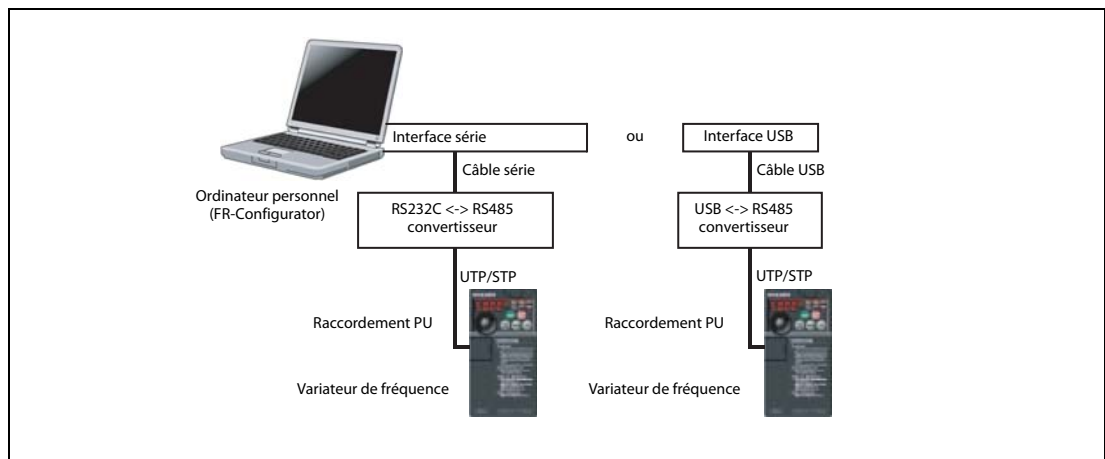 Interface série
ou
Interface USB
Câble série
Câble USB
Ordinateur personnel
(FR-Configurator)
RS232C <-> RS485
convertisseur
USB <-> RS485
convertisseur
UTP/STP
UTP/STP
Raccordement PU
Raccordement PU
Variateur de fréquence
Variateur de fréquence